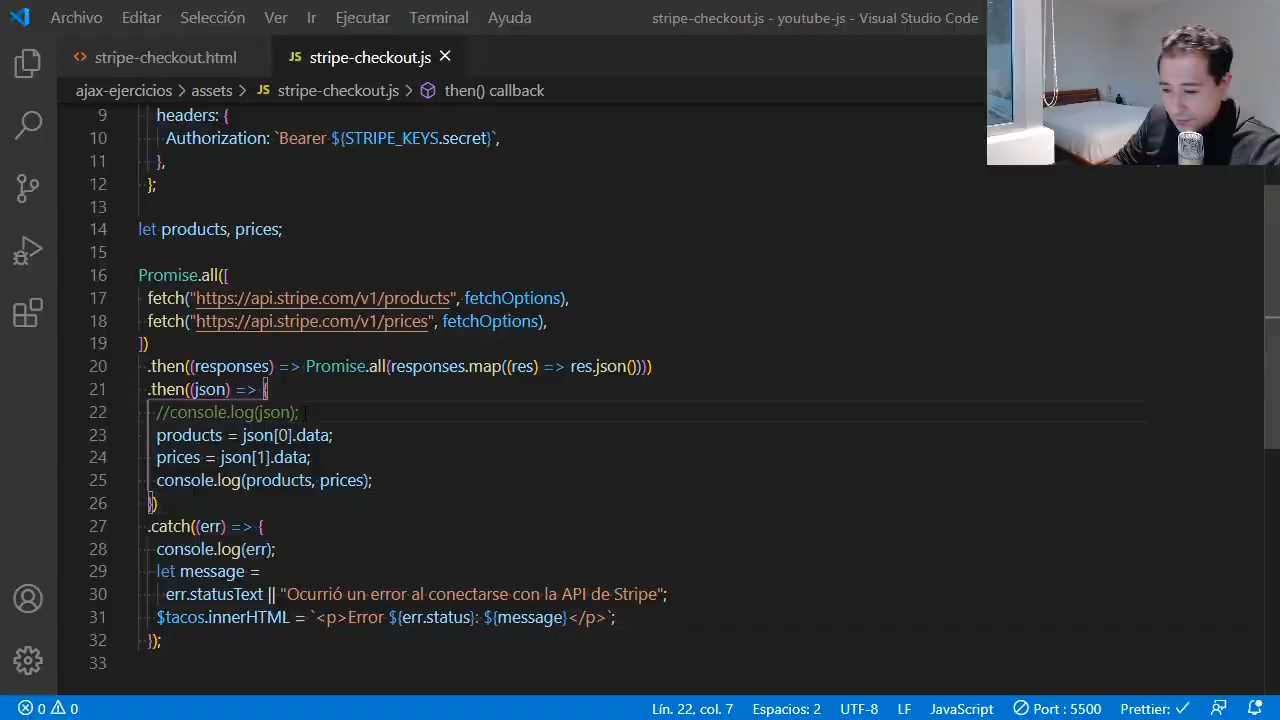 Archivo Editar Selección Ver Ir Ejecutar Terminal Ayuda stripe-checkout.js - youtube-js - Visual Studio Code
<> stripe-checkout.html JS stripe-checkout.js ×
ajax-ejercicios > assets > JS stripe-checkout.js > then() callback
9 headers: {
10 Authorization: `Bearer ${STRIPE_KEYS.secret}`,
11 },
12 };
13
14 let products, prices;
15
16 Promise.all([
17 fetch("https://api.stripe.com/v1/products", fetchOptions),
18 fetch("https://api.stripe.com/v1/prices", fetchOptions),
19 ])
20 .then((responses) => Promise.all(responses.map((res) => res.json())))
21 .then((json) => {
22 //console.log(json);
23 products = json[0].data;
24 prices = json[1].data;
25 console.log(products, prices);
26 })
27 .catch((err) => {
28 console.log(err);
29 let message =
30 err.statusText || "Ocurrió un error al conectarse con la API de Stripe";
31 $tacos.innerHTML = `<p>Error ${err.status}: ${message}</p>`;
32 });
33
0 0 Lín. 22, col. 7 Espacios: 2 UTF-8 LF JavaScript Port : 5500 Prettier: ✓